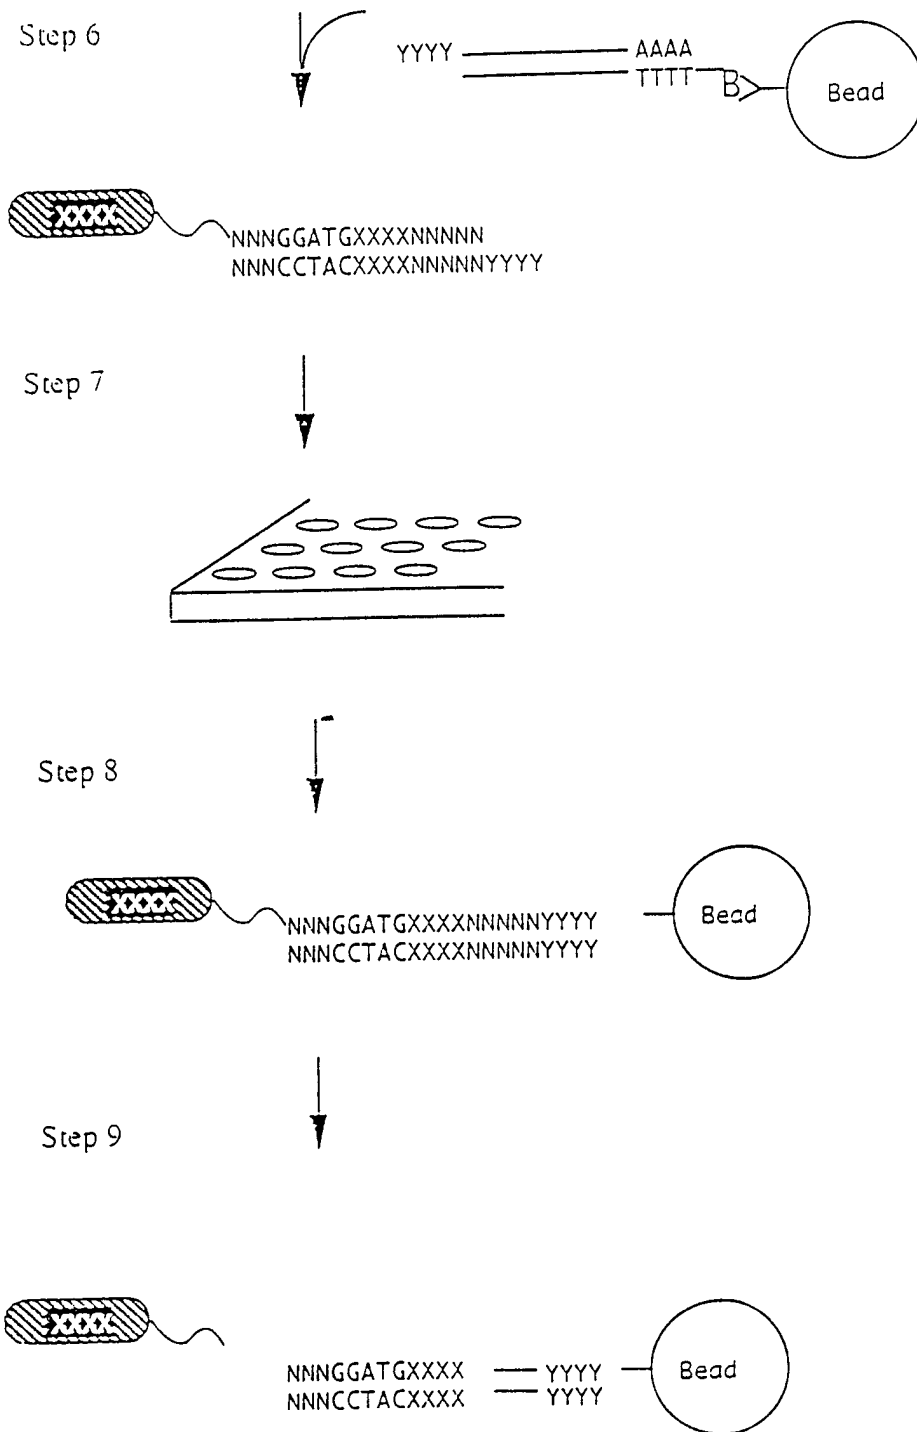 Step 6
YYYY AAAA
TTTT B Bead
XXXX
NNNGGATGXXXXNNNNN
NNNCCTACXXXXNNNNNYYYY
Step 7
Step 8
XXXX
NNNGGATGXXXXNNNNNYYYY Bead
NNNCCTACXXXXNNNNNYYYY
Step 9
XXXX
NNNGGATGXXXX YYYY Bead
NNNCCTACXXXX YYYY